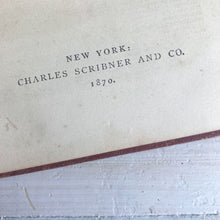 NEW YORK:
CHARLES SCRIBNER AND CO.
1870.